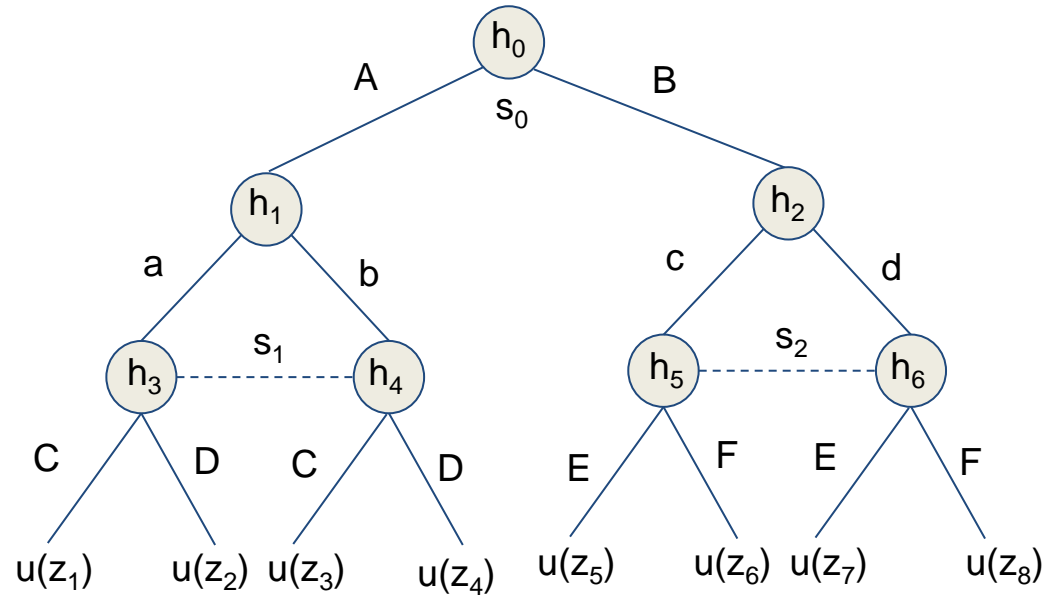 h₀
A
B
s₀
h₁
h₂
a
b
c
d
s₁
s₂
h₃
h₄
h₅
h₆
C
D
C
D
E
F
E
F
u(z₁)
u(z₂)
u(z₃)
u(z₄)
u(z₅)
u(z₆)
u(z₇)
u(z₈)